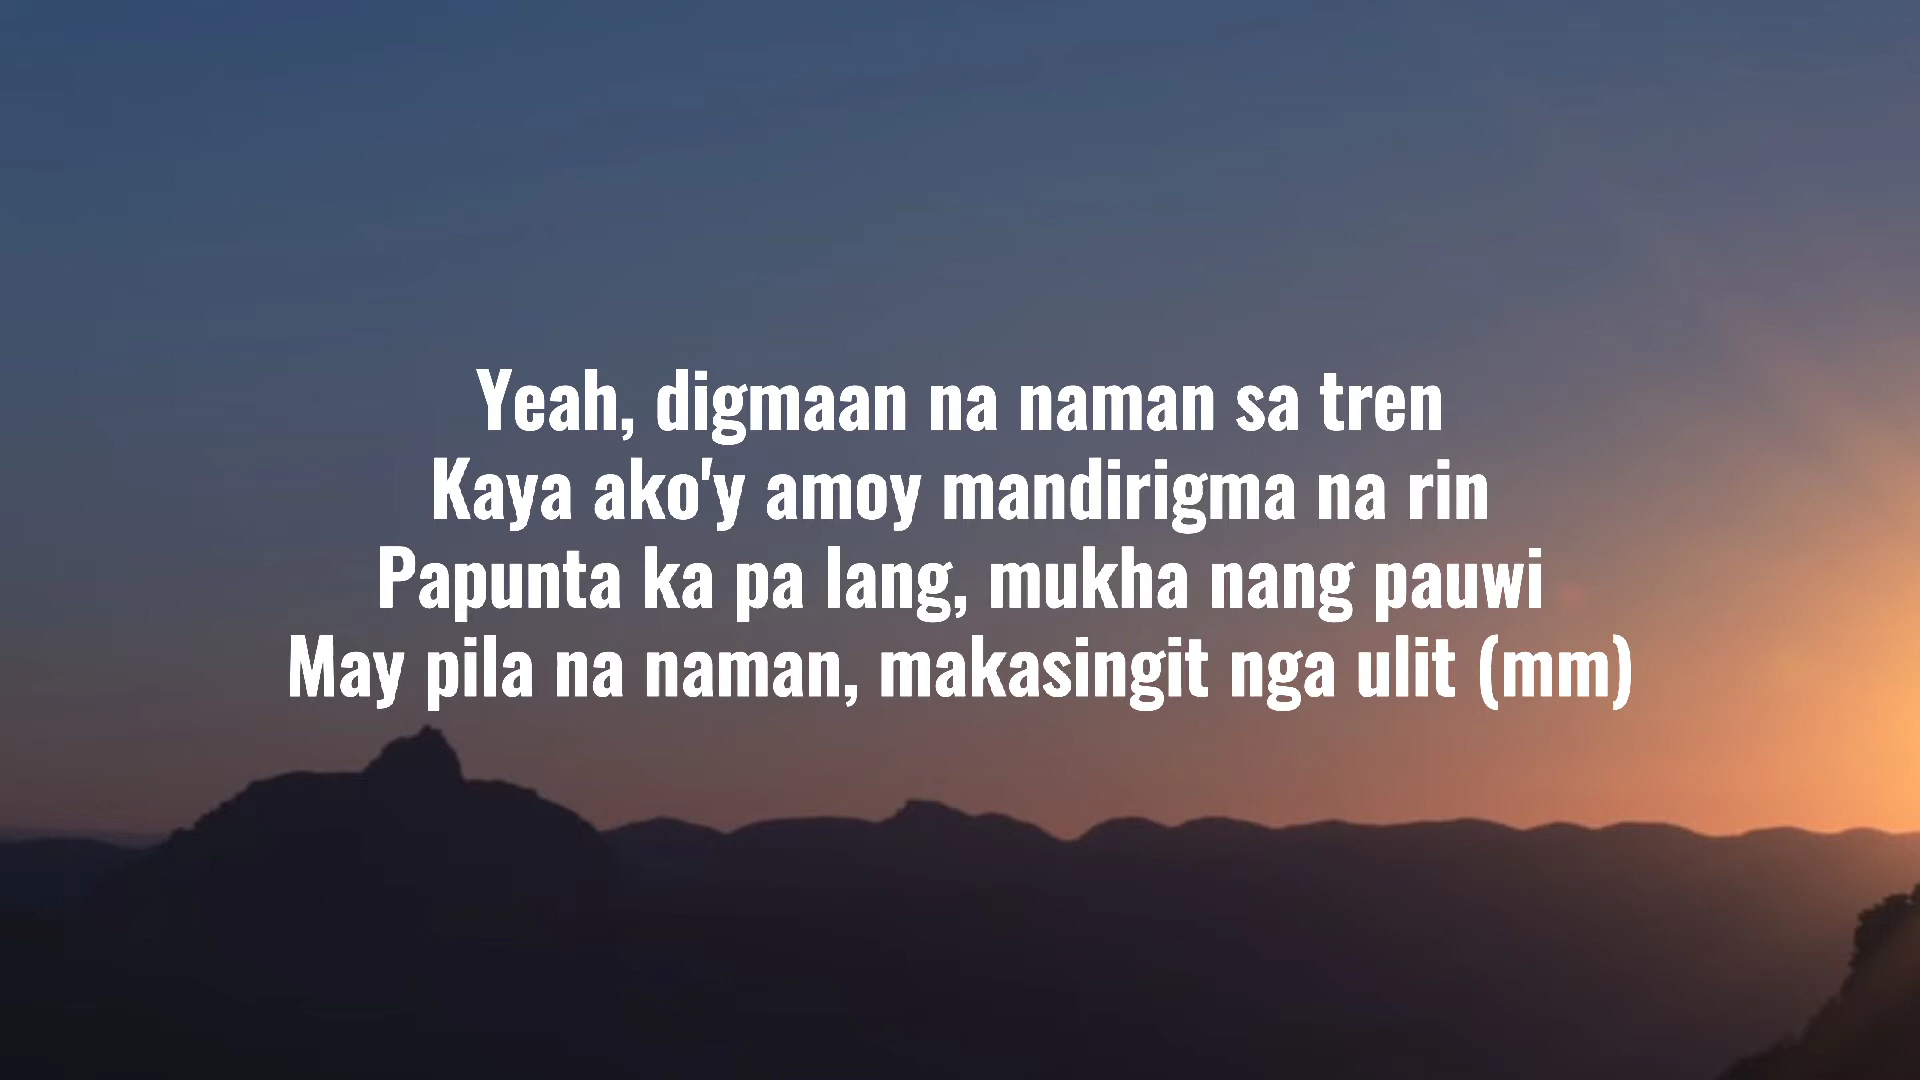 Yeah, digmaan na naman sa tren
Kaya ako'y amoy mandirigma na rin
Papunta ka pa lang, mukha nang pauwi
May pila na naman, makasingit nga ulit (mm)